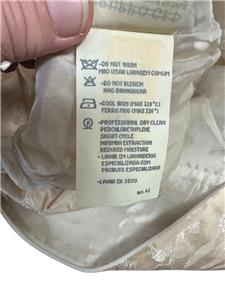 -DO NOT WASH
NÃO USAR LAVAGEM COMUM
-DO NOT BLEACH
NÃO BRANQUEAR
-COOL IRON (MAX 110°C)
FERRO FRIO (MAX 110°)
-PROFESSIONAL DRY CLEAN
PERCHLORETHYLENE
SHORT CYCLE
MINIMUM EXTRACTION
REDUCED MOISTURE
-LAVAR EM LAVANDERIA
ESPECIALIZADA COM
PRODUTO ESPECIALIZADO
-LAVAR EM SECO